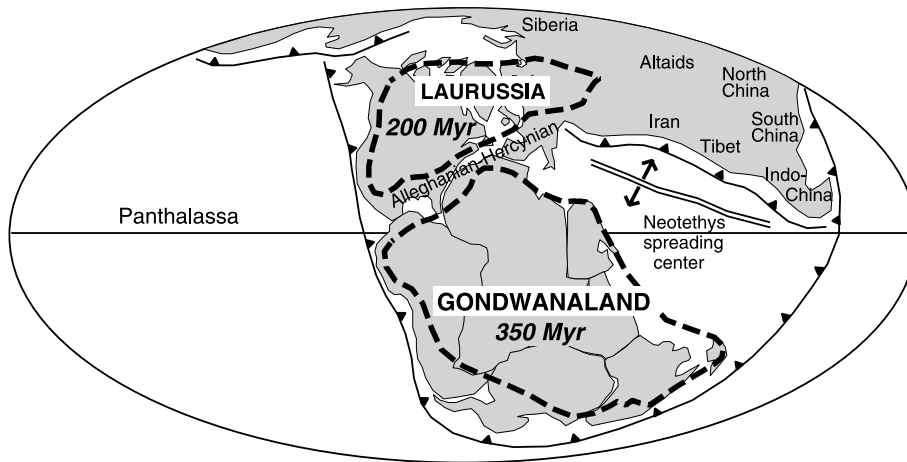 Siberia
Altaids
North
China
LAURUSSIA
200 Myr
South
China
Iran
Tibet
Alleghanian-Hercynian
Indo-
China
Panthalassa
Neotethys
spreading
center
GONDWANALAND
350 Myr